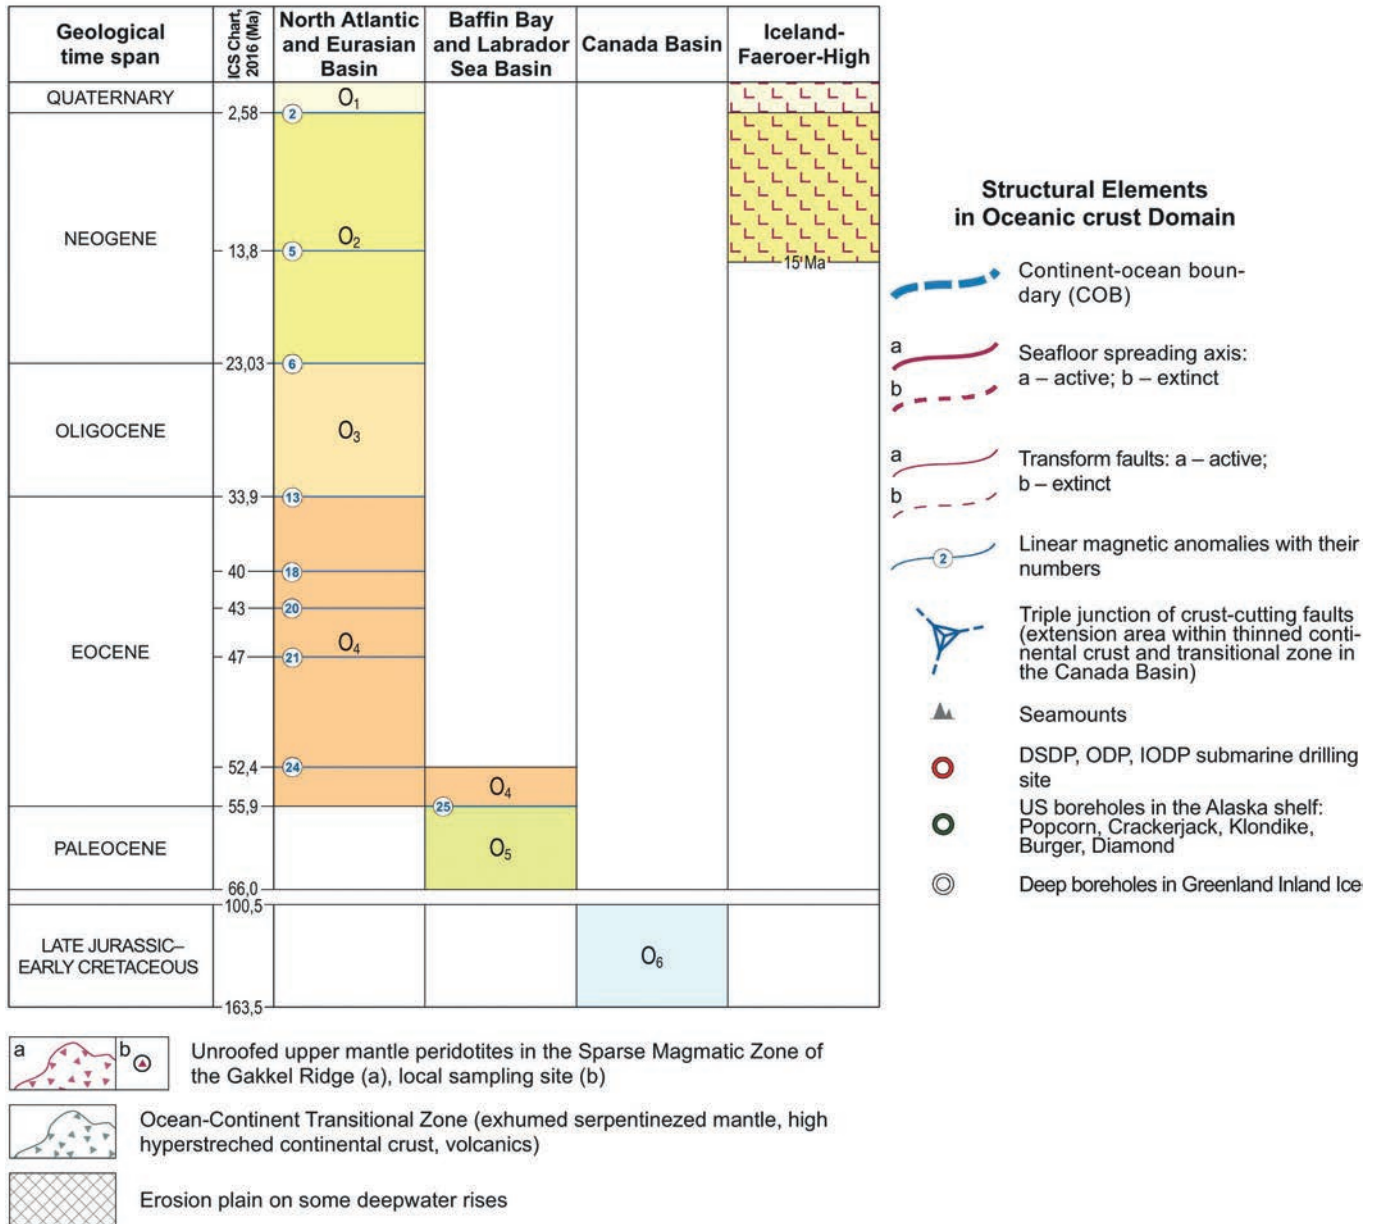 Geological
time span
ICS Chart,
2016 (Ma)
North Atlantic
and Eurasian
Basin
Baffin Bay
and Labrador
Sea Basin
Canada Basin
Iceland-
Faeroer-High
QUATERNARY
O₁
2,58
2
NEOGENE
O₂
13,8
5
15 Ma
23,03
6
OLIGOCENE
O₃
33,9
13
40
18
43
20
EOCENE
O₄
47
21
52,4
24
O₄
55,9
25
PALEOCENE
O₅
66,0
100,5
LATE JURASSIC–
EARLY CRETACEOUS
O₆
163,5
Structural Elements
in Oceanic crust Domain
Continent-ocean boun-
dary (COB)
a
b
Seafloor spreading axis:
a – active; b – extinct
a
b
Transform faults: a – active;
b – extinct
2
Linear magnetic anomalies with their
numbers
Triple junction of crust-cutting faults
(extension area within thinned conti-
nental crust and transitional zone in
the Canada Basin)
Seamounts
DSDP, ODP, IODP submarine drilling
site
US boreholes in the Alaska shelf:
Popcorn, Crackerjack, Klondike,
Burger, Diamond
Deep boreholes in Greenland Inland Ice
a
b
Unroofed upper mantle peridotites in the Sparse Magmatic Zone of
the Gakkel Ridge (a), local sampling site (b)
Ocean-Continent Transitional Zone (exhumed serpentinezed mantle, high
hyperstreched continental crust, volcanics)
Erosion plain on some deepwater rises